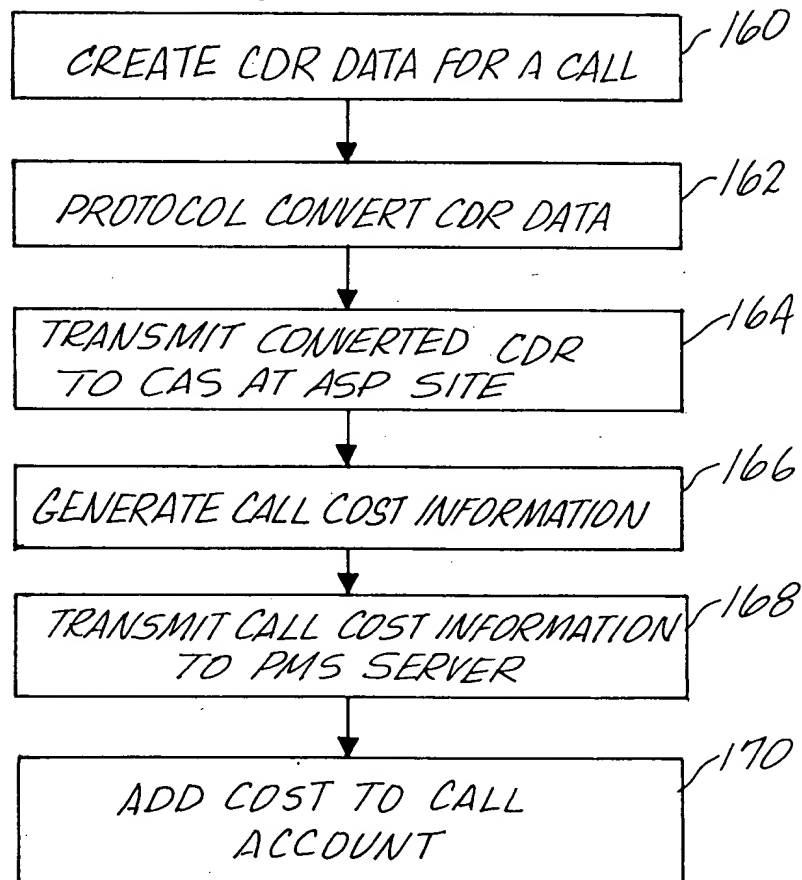 CREATE CDR DATA FOR A CALL
160
PROTOCOL CONVERT CDR DATA
162
TRANSMIT CONVERTED CDR
TO CAS AT ASP SITE
164
GENERATE CALL COST INFORMATION
166
TRANSMIT CALL COST INFORMATION
TO PMS SERVER
168
ADD COST TO CALL
ACCOUNT
170